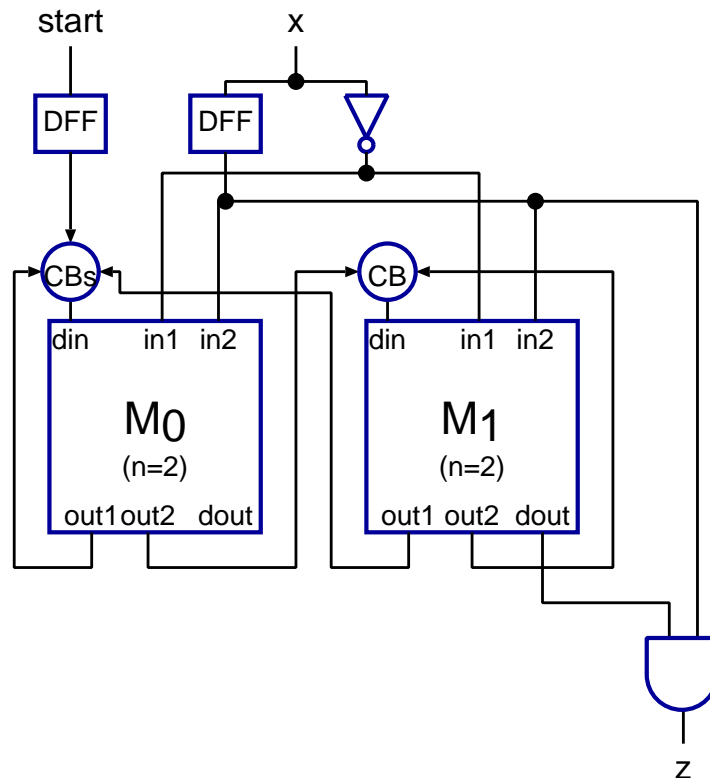 start x
DFF DFF
CBs CB
din in1 in2 din in1 in2
M0 M1
(n=2) (n=2)
out1 out2 dout out1 out2 dout
z